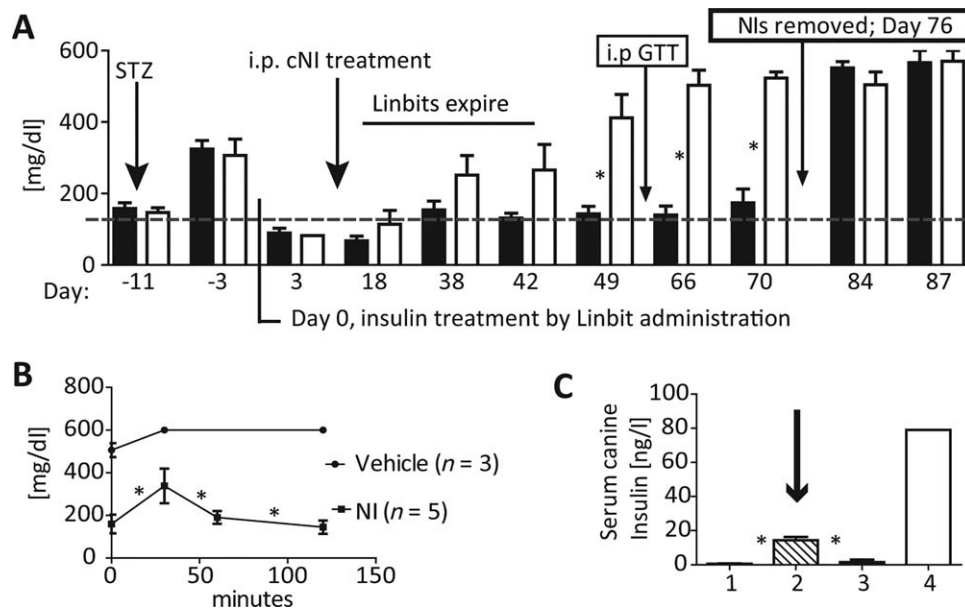 A
[mg/dl]
600
400
200
0
STZ
i.p. cNI treatment
Linbits expire
i.p GTT
NIs removed; Day 76
* * *
Day: -11 -3 3 18 38 42 49 66 70 84 87
Day 0, insulin treatment by Linbit administration
B
[mg/dl]
800
600
400
200
0
* * *
Vehicle (n = 3)
NI (n = 5)
0 50 100 150
minutes
C
Serum canine
Insulin [ng/l]
100
80
60
40
20
0
* *
1 2 3 4